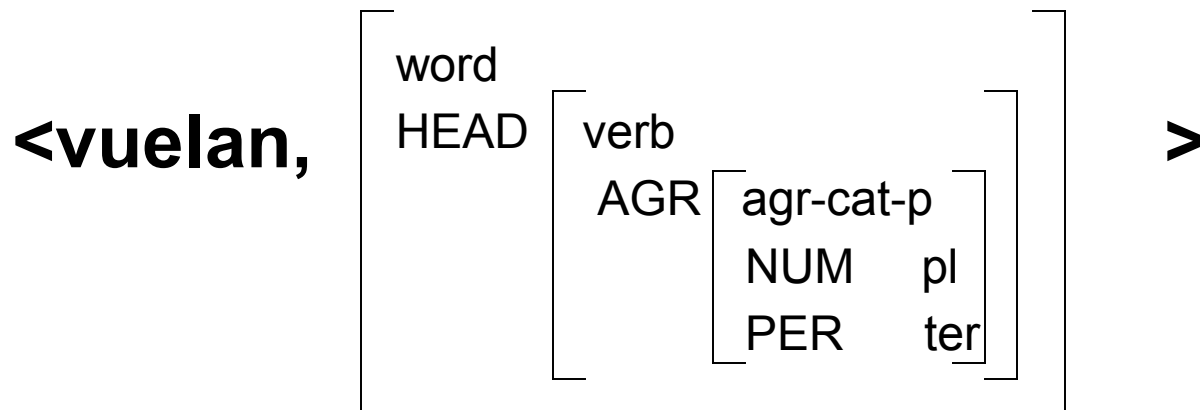 word
<vuelan, HEAD verb >
AGR agr-cat-p
NUM pl
PER ter